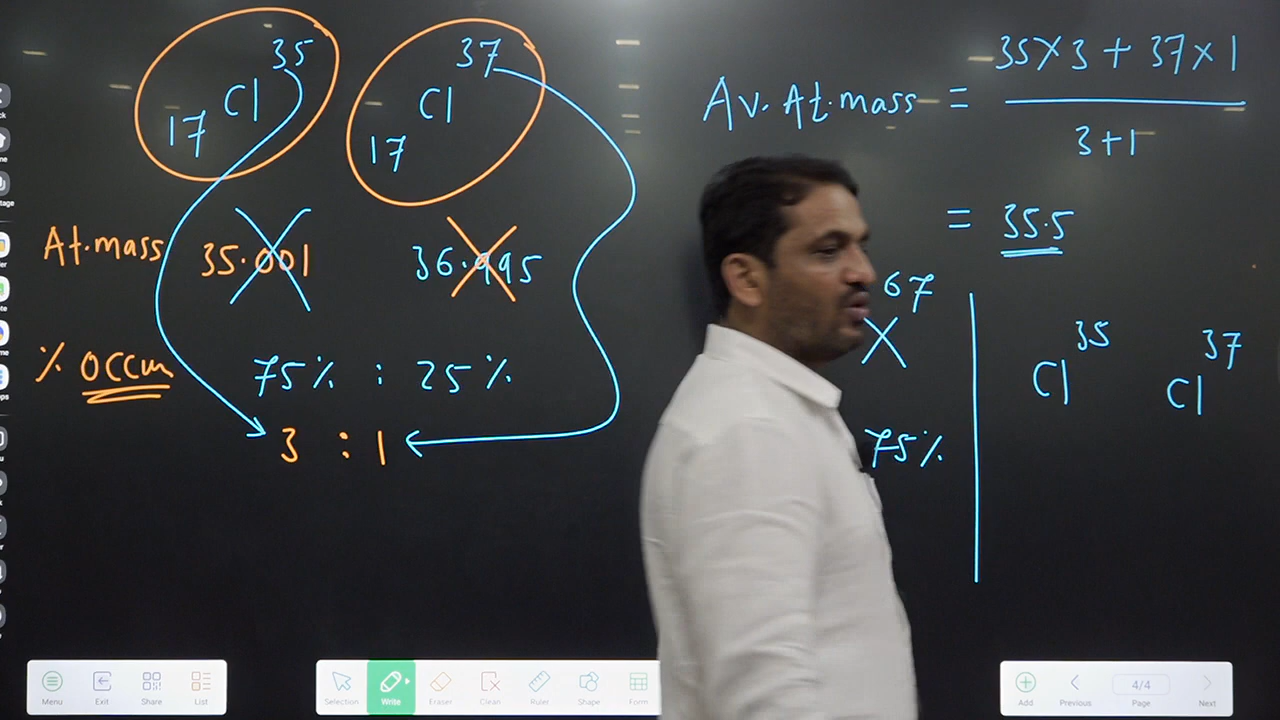 35 37
Cl Cl
17 17
At.mass 35.001 36.995
% occurr 75% : 25%
3 : 1
Av. At. mass = 35×3 + 37×1
3+1
= 35.5
67
X
75%
35 37
Cl Cl
Menu Exit Share List
Selection Write Eraser Clean Ruler Shape Form
4/4
Add Previous Page Next